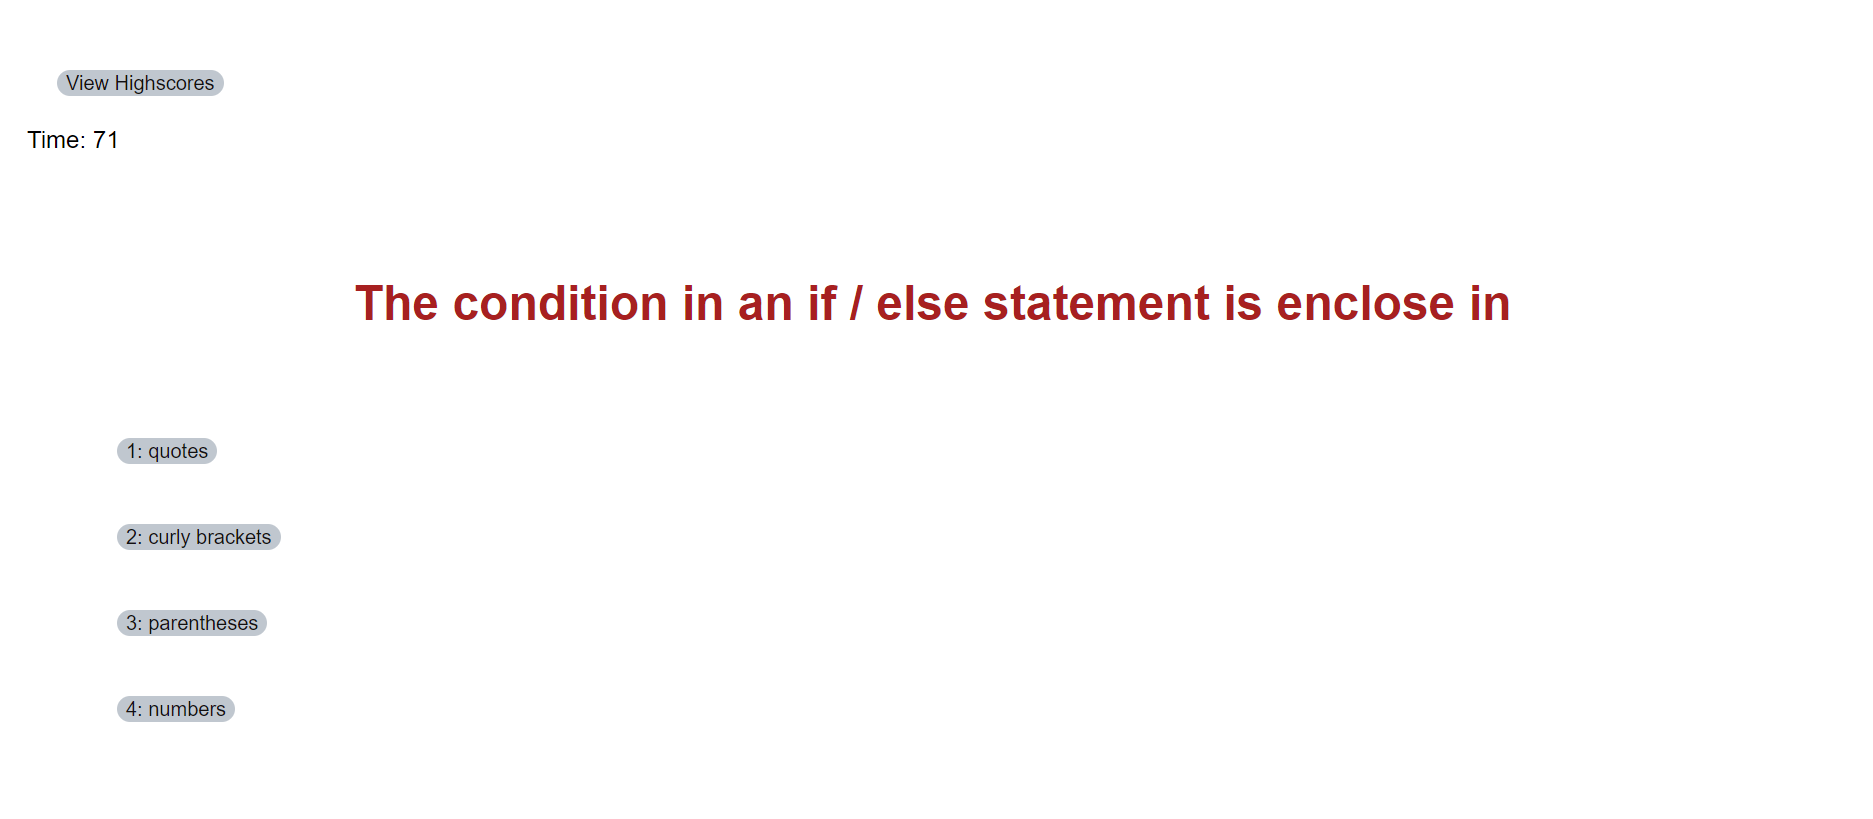 View Highscores
Time: 71
The condition in an if / else statement is enclose in
1: quotes
2: curly brackets
3: parentheses
4: numbers